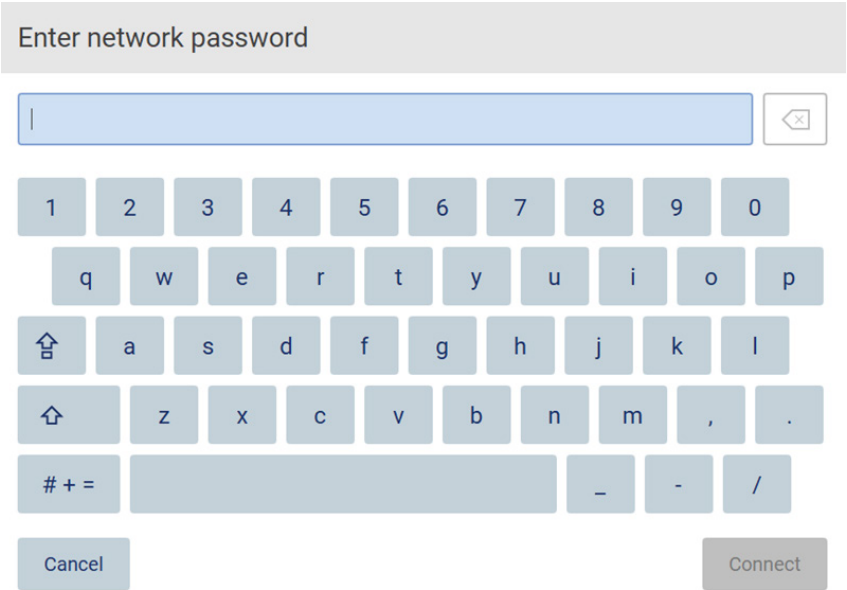 Enter network password
1 2 3 4 5 6 7 8 9 0
q w e r t y u i o p
a s d f g h j k l
z x c v b n m , .
# + = _ - /
Cancel Connect